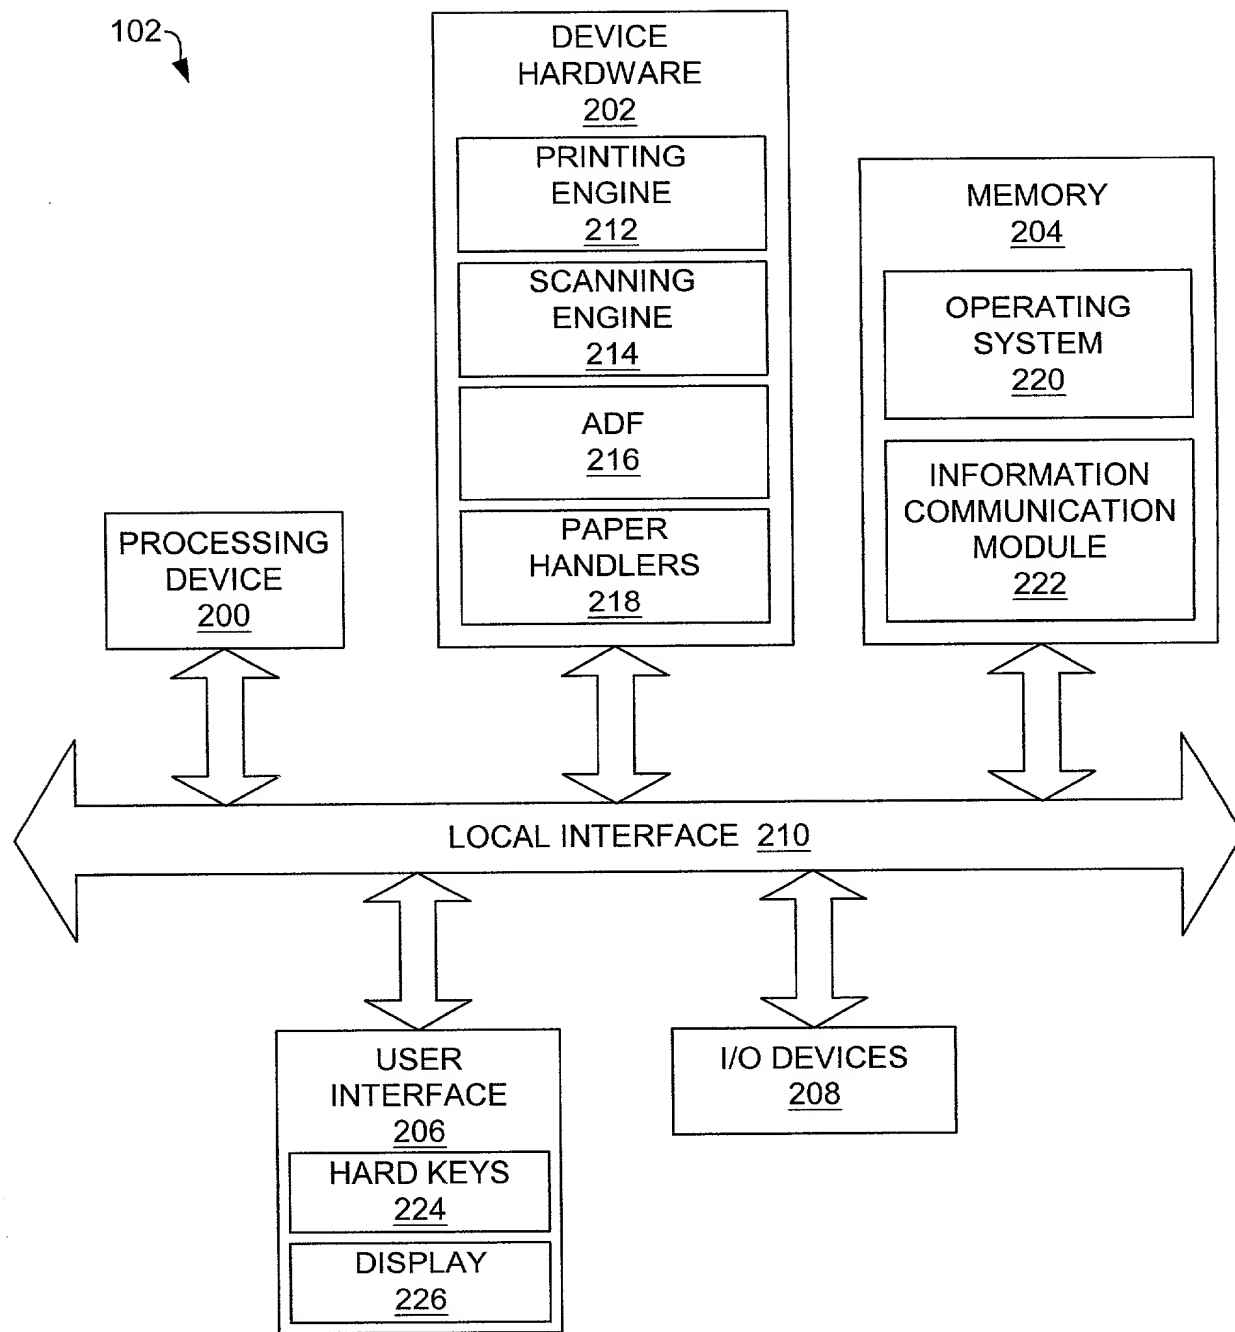 102
DEVICE
HARDWARE
202
PRINTING
ENGINE
212
SCANNING
ENGINE
214
ADF
216
PAPER
HANDLERS
218
MEMORY
204
OPERATING
SYSTEM
220
INFORMATION
COMMUNICATION
MODULE
222
PROCESSING
DEVICE
200
LOCAL INTERFACE 210
USER
INTERFACE
206
HARD KEYS
224
DISPLAY
226
I/O DEVICES
208